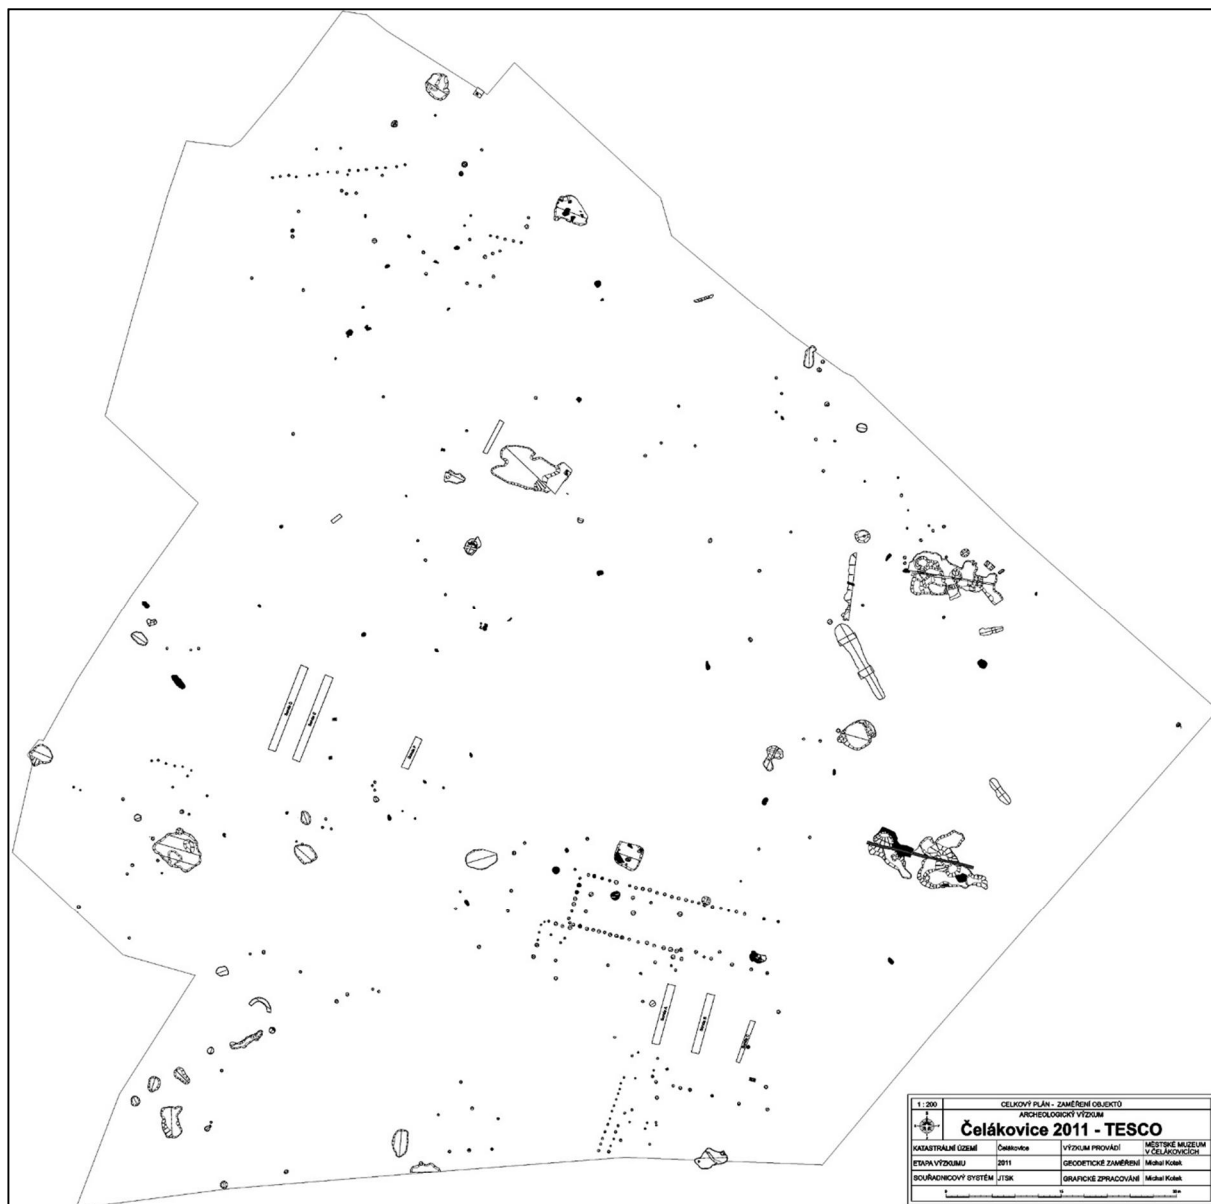 1 : 200 CELKOVÝ PLÁN - ZAMĚŘENÍ OBJEKTŮ
ARCHEOLOGICKÝ VÝZKUM
Čelákovice 2011 - TESCO
KATASTRÁLNÍ ÚZEMÍ Čelákovice VÝZKUM PROVÁDÍ MĚSTSKÉ MUZEUM V ČELÁKOVICÍCH
ETAPA VÝZKUMU 2011 GEODETICKÉ ZAMĚŘENÍ Michal Kotek
SOUŘADNICOVÝ SYSTÉM JTSK GRAFICKÉ ZPRACOVÁNÍ Michal Kotek